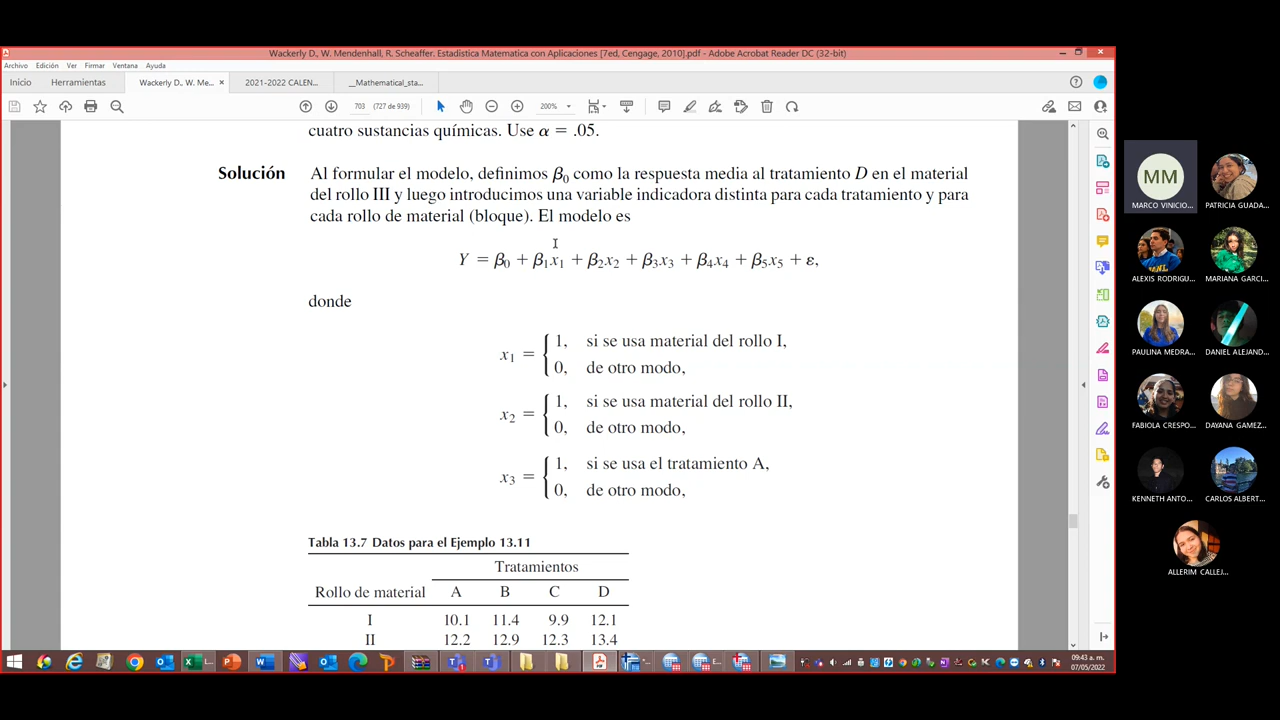 Wackerly D., W. Mendenhall, R. Scheaffer. Estadística Matematica con Aplicaciones [7ed, Cengage, 2010].pdf - Adobe Acrobat Reader DC (32-bit)
Archivo Edición Ver Firmar Ventana Ayuda
Inicio Herramientas Wackerly D., W. Me... × 2021-2022 CALEN... __Mathematical_sta...
703 (727 de 939) 200%
cuatro sustancias químicas. Use α = .05.
Solución Al formular el modelo, definimos β₀ como la respuesta media al tratamiento D en el material
del rollo III y luego introducimos una variable indicadora distinta para cada tratamiento y para
cada rollo de material (bloque). El modelo es
Y = β₀ + β₁x₁ + β₂x₂ + β₃x₃ + β₄x₄ + β₅x₅ + ε,
donde
x₁ = { 1, si se usa material del rollo I,
0, de otro modo,
x₂ = { 1, si se usa material del rollo II,
0, de otro modo,
x₃ = { 1, si se usa el tratamiento A,
0, de otro modo,
Tabla 13.7 Datos para el Ejemplo 13.11
Tratamientos
Rollo de material A B C D
I 10.1 11.4 9.9 12.1
II 12.2 12.9 12.3 13.4
09:43 a. m.
07/05/2022
MM
MARCO VINICIO... PATRICIA GUADA...
ALEXIS RODRIGU... MARIANA GARCI...
PAULINA MEDRA... DANIEL ALEJAND...
FABIOLA CRESPO... DAYANA GAMEZ...
KENNETH ANTO... CARLOS ALBERT...
ALLERIM CALLEJ...